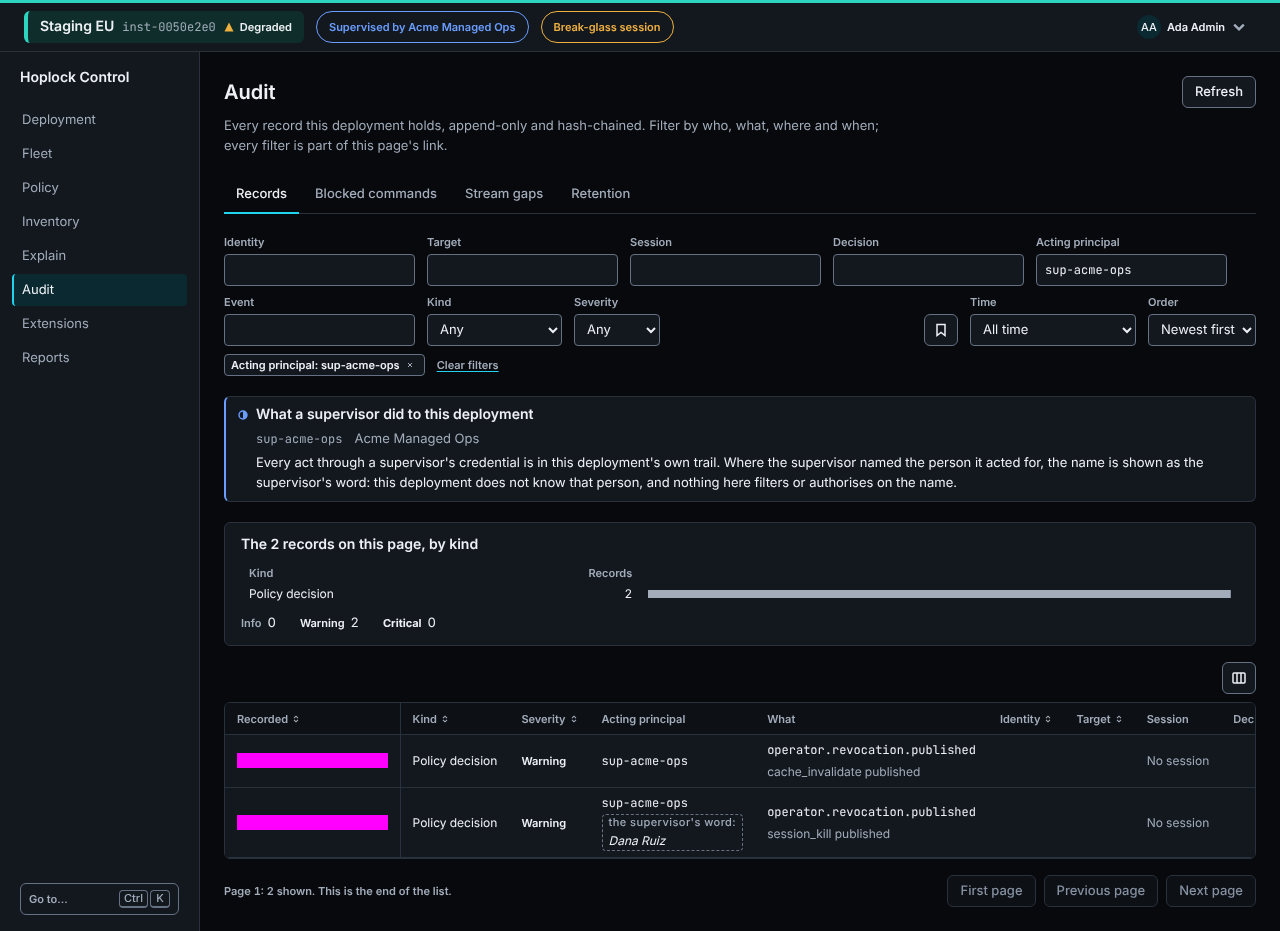 Staging EU inst-0050e2e0 Degraded
Supervised by Acme Managed Ops
Break-glass session
AA Ada Admin
Hoplock Control
Deployment
Fleet
Policy
Inventory
Explain
Audit
Extensions
Reports
Go to... Ctrl K
Audit
Refresh
Every record this deployment holds, append-only and hash-chained. Filter by who, what, where and when;
every filter is part of this page's link.
Records Blocked commands Stream gaps Retention
Identity Target Session Decision Acting principal
sup-acme-ops
Event Kind Severity Time Order
Any Any All time Newest first
Acting principal: sup-acme-ops × Clear filters
What a supervisor did to this deployment
sup-acme-ops Acme Managed Ops
Every act through a supervisor's credential is in this deployment's own trail. Where the supervisor named the person it acted for, the name is shown as the
supervisor's word: this deployment does not know that person, and nothing here filters or authorises on the name.
The 2 records on this page, by kind
Kind Records
Policy decision 2
Info 0 Warning 2 Critical 0
Recorded Kind Severity Acting principal What Identity Target Session Dec
Policy decision Warning sup-acme-ops operator.revocation.published No session
cache_invalidate published
Policy decision Warning sup-acme-ops operator.revocation.published No session
the supervisor's word: session_kill published
Dana Ruiz
Page 1: 2 shown. This is the end of the list.
First page Previous page Next page